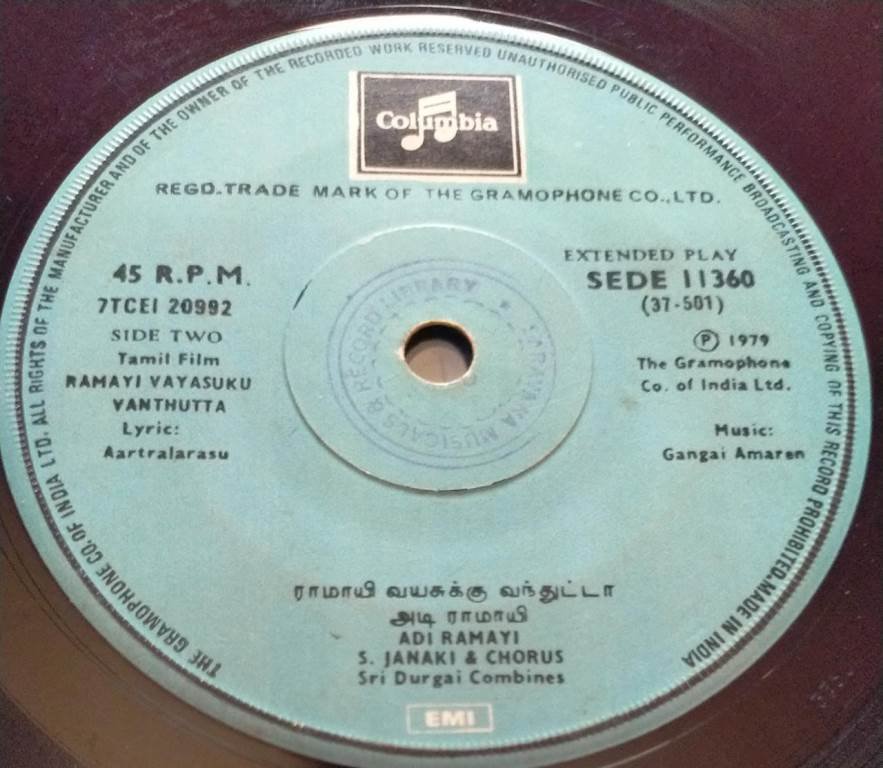 THE GRAMOPHONE CO. OF INDIA LTD. ALL RIGHTS OF THE MANUFACTURER AND OF THE OWNER OF THE RECORDED WORK RESERVED UNAUTHORISED PUBLIC PERFORMANCE BROADCASTING AND COPYING OF THIS RECORD PROHIBITED. MADE IN INDIA
Columbia
REGD. TRADE MARK OF THE GRAMOPHONE CO., LTD.
45 R.P.M.
7TCEI 20992
SIDE TWO
Tamil Film
RAMAYI VAYASUKU
VANTHUTTA
Lyric:
Aartralarasu
EXTENDED PLAY
SEDE 11360
(37-501)
Ⓟ 1979
The Gramophone
Co. of India Ltd.
Music:
Gangai Amaren
MUSICALS & RECORD LIBRARY
ராமாயி வயசுக்கு வந்துட்டா
அடி ராமாயி
ADI RAMAYI
S. JANAKI & CHORUS
Sri Durgai Combines
EMI